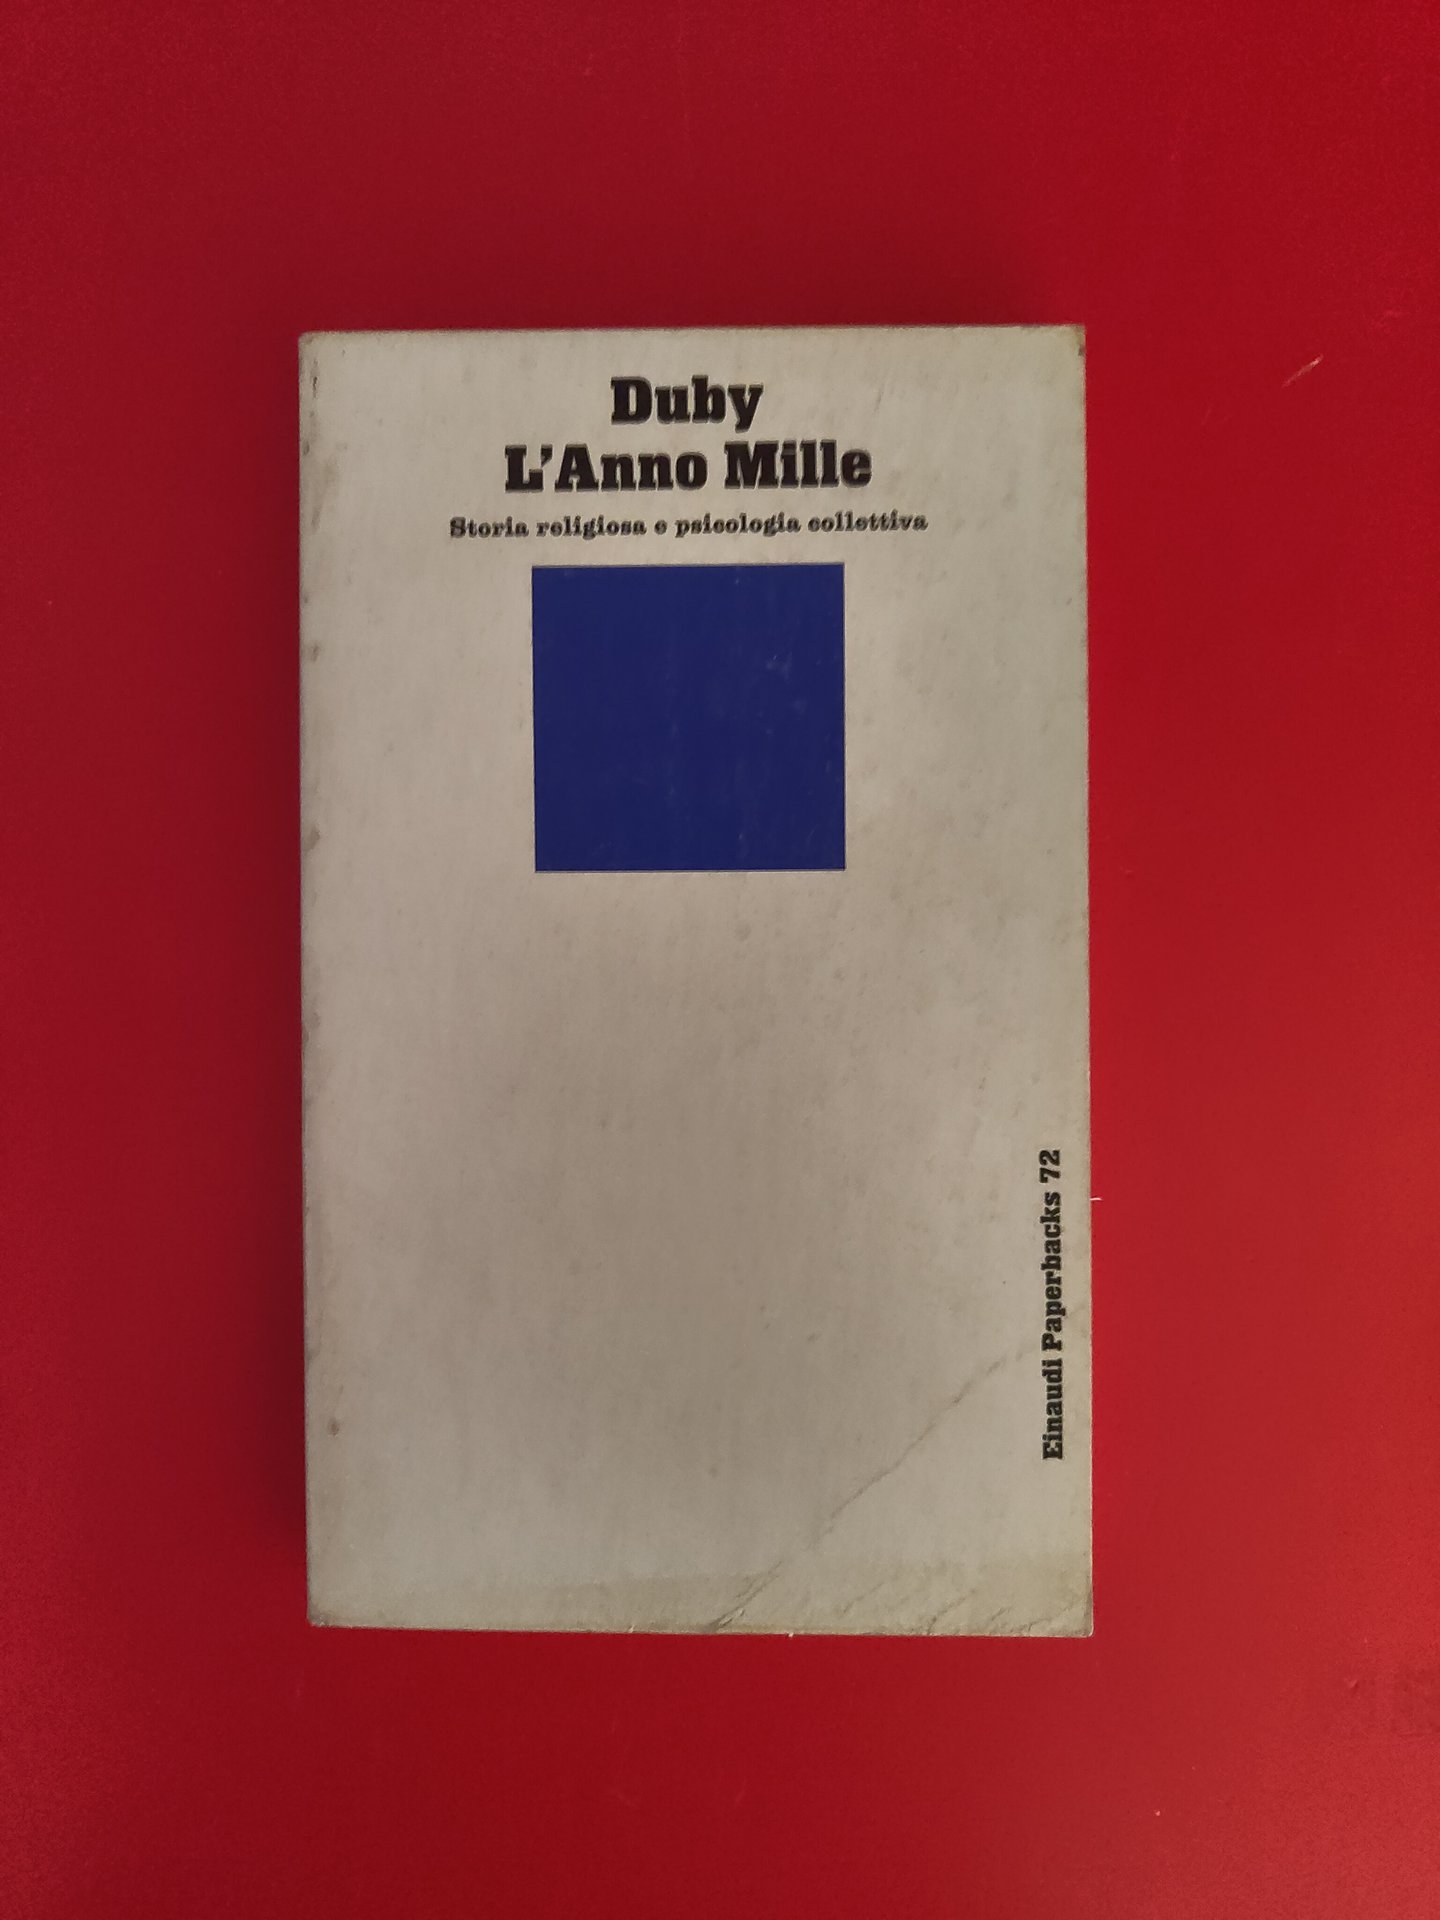 Duby
L'Anno Mille
Storia religiosa e psicologia collettiva
Einaudi Paperbacks 72